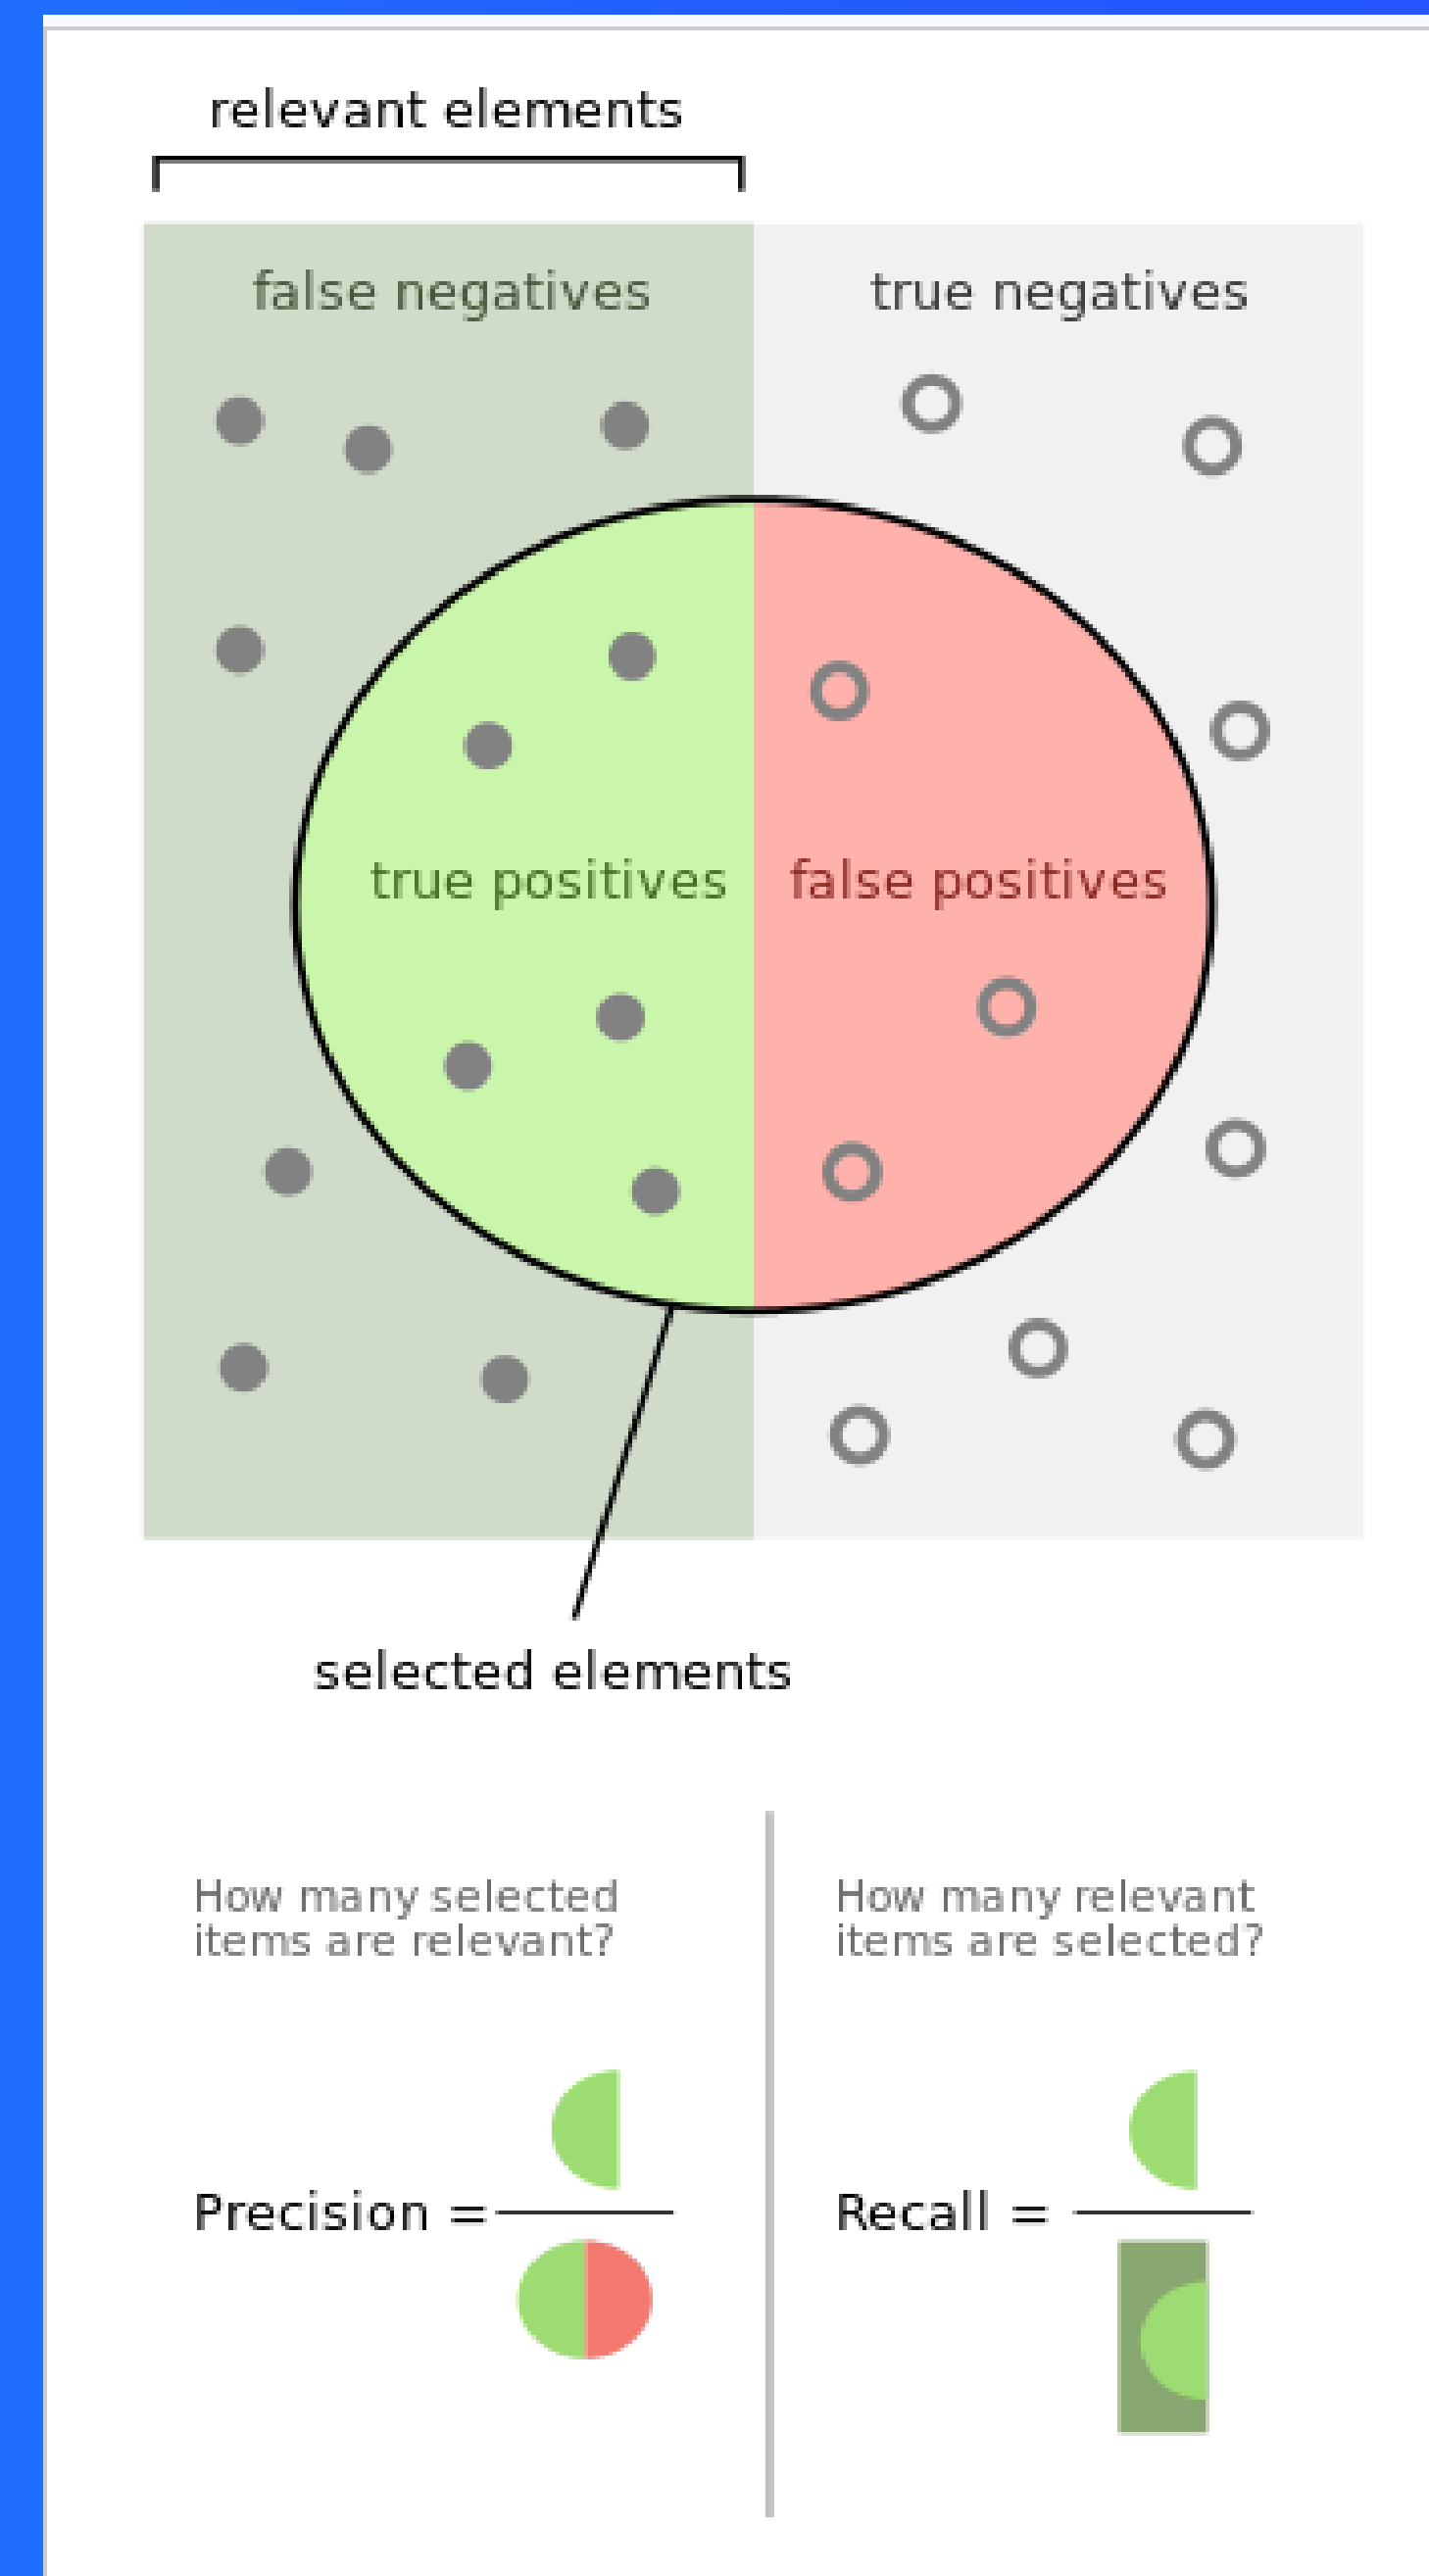 relevant elements
false negatives
true negatives
true positives
false positives
selected elements
How many selected
items are relevant?
How many relevant
items are selected?
Precision =
Recall =